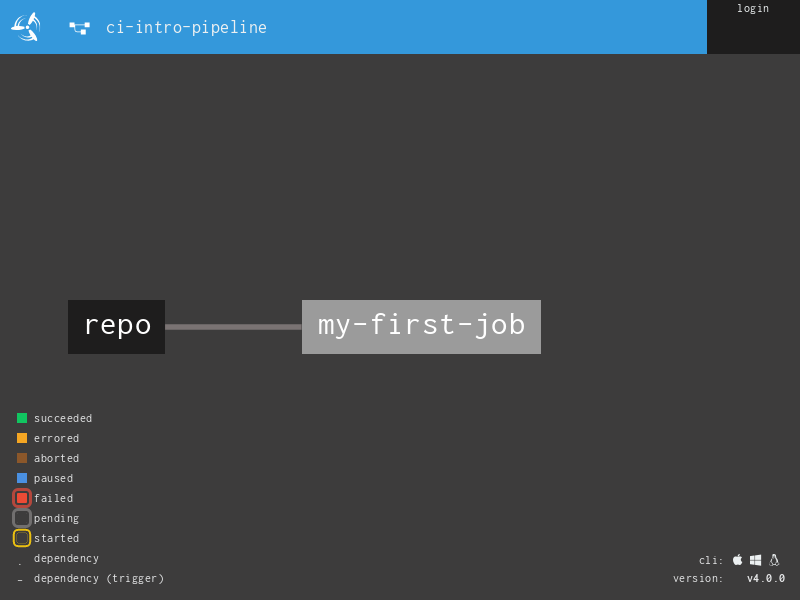 ci-intro-pipeline
login
repo
my-first-job
succeeded
errored
aborted
paused
failed
pending
started
dependency
dependency (trigger)
cli:
version: v4.0.0